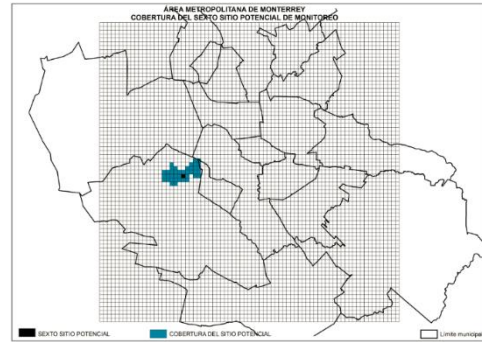 ÁREA METROPOLITANA DE MONTERREY
COBERTURA DEL SEXTO SITIO POTENCIAL DE MONITOREO
SEXTO SITIO POTENCIAL
COBERTURA DEL SITIO POTENCIAL
Límite municipal